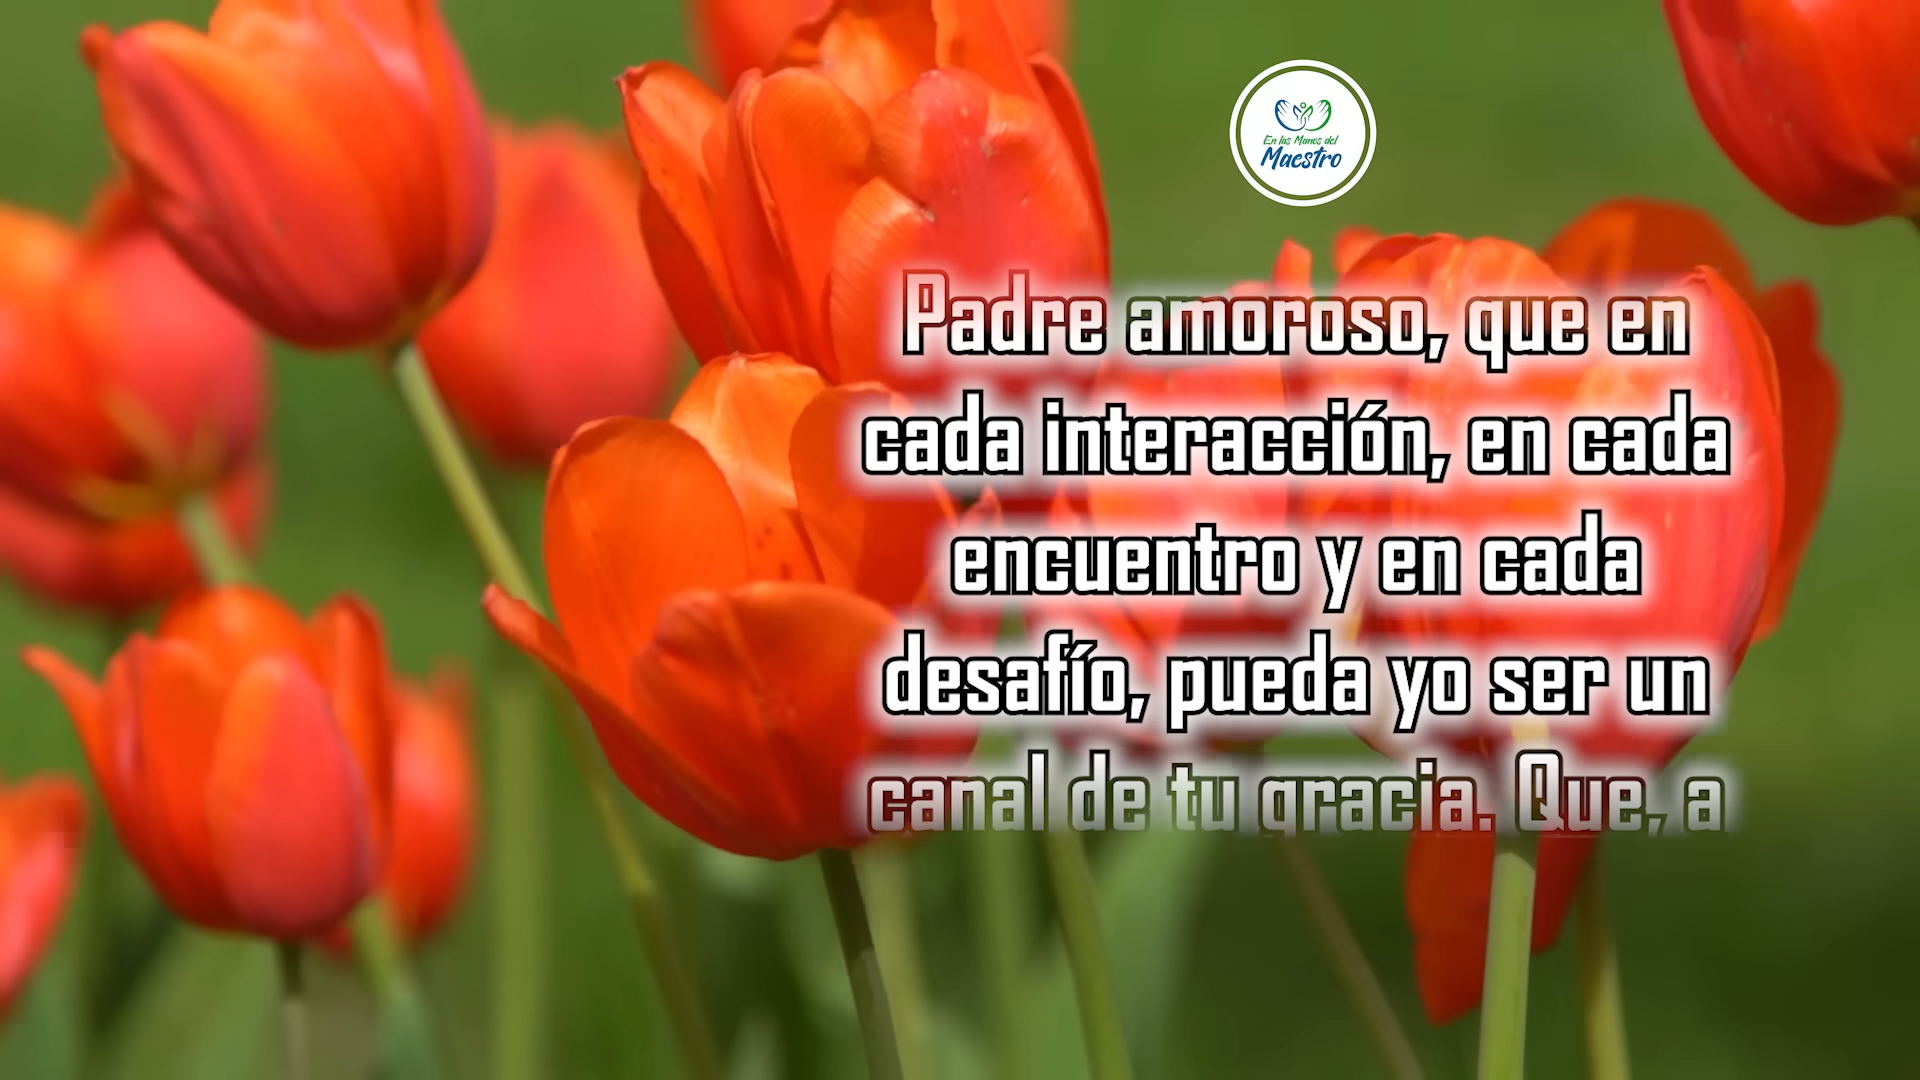 En las Manos del
Maestro
Padre amoroso, que en
cada interacción, en cada
encuentro y en cada
desafío, pueda yo ser un
canal de tu gracia. Que, a